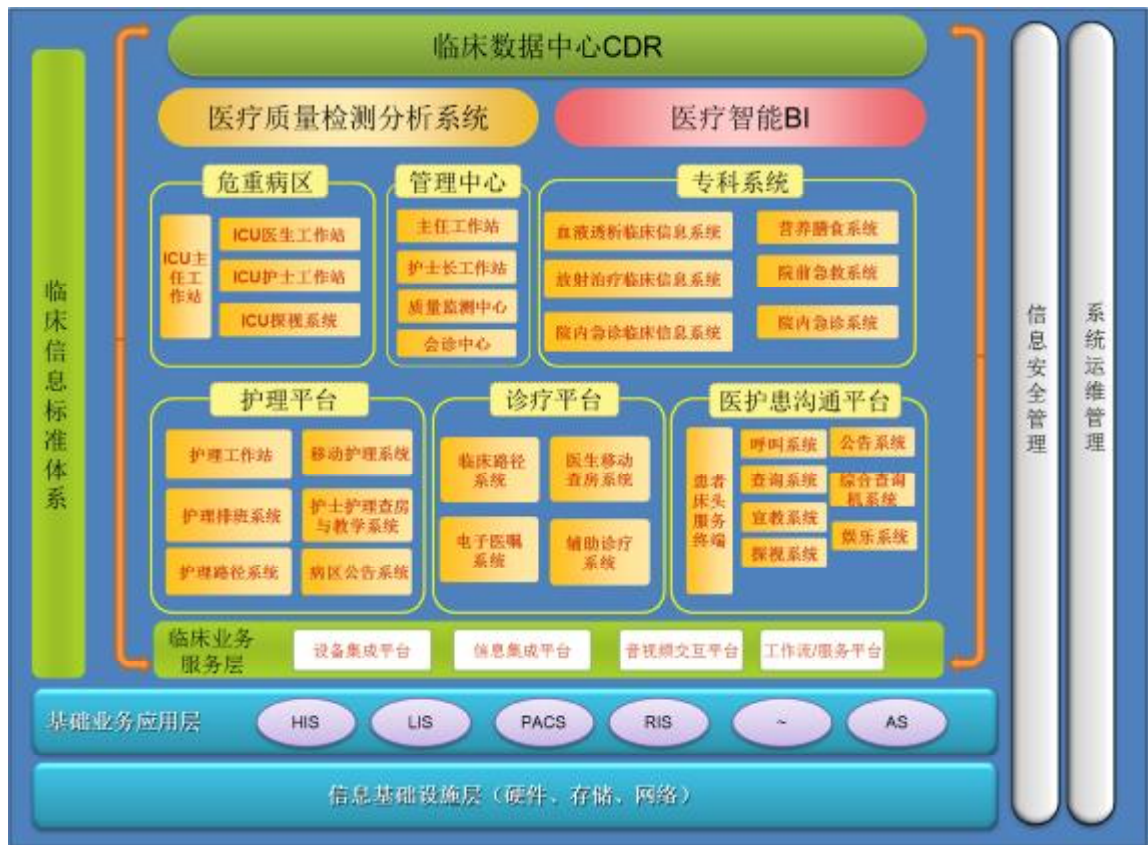 临床数据中心CDR
医疗质量检测分析系统
医疗智能BI
临床信息标准体系
信息安全管理
系统运维管理
危重病区
ICU主
任工
作站
ICU医生工作站
ICU护士工作站
ICU探视系统
管理中心
主任工作站
护士长工作站
质量监测中心
会诊中心
专科系统
血液透析临床信息系统
放射治疗临床信息系统
院内急诊临床信息系统
营养膳食系统
院前急救系统
院内急诊系统
护理平台
护理工作站
护理排班系统
护理路径系统
移动护理系统
护士护理查房
与教学系统
病区公告系统
诊疗平台
临床路径
系统
电子医嘱
系统
医生移动
查房系统
辅助诊疗
系统
医护患沟通平台
患者
床头
服务
终端
呼叫系统
查询系统
宣教系统
探视系统
公告系统
综合查询
机系统
娱乐系统
临床业务
服务层
设备集成平台
信息集成平台
音视频交互平台
工作流/服务平台
基础业务应用层
HIS
LIS
PACS
RIS
~
AS
信息基础设施层（硬件、存储、网络）